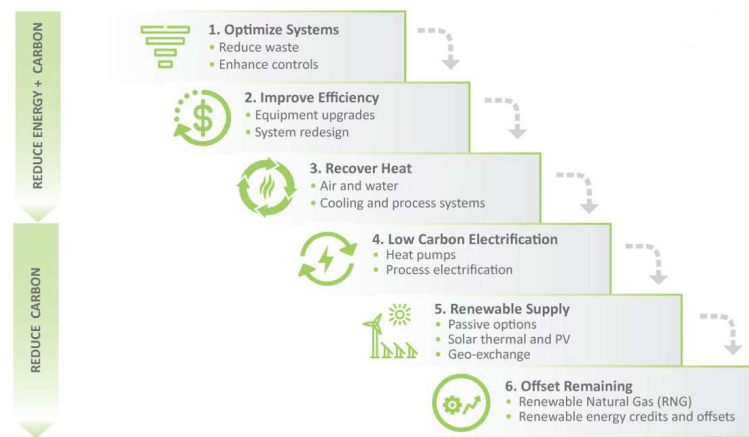 REDUCE ENERGY + CARBON
1. Optimize Systems
• Reduce waste
• Enhance controls
2. Improve Efficiency
• Equipment upgrades
• System redesign
3. Recover Heat
• Air and water
• Cooling and process systems
REDUCE CARBON
4. Low Carbon Electrification
• Heat pumps
• Process electrification
5. Renewable Supply
• Passive options
• Solar thermal and PV
• Geo-exchange
6. Offset Remaining
• Renewable Natural Gas (RNG)
• Renewable energy credits and offsets